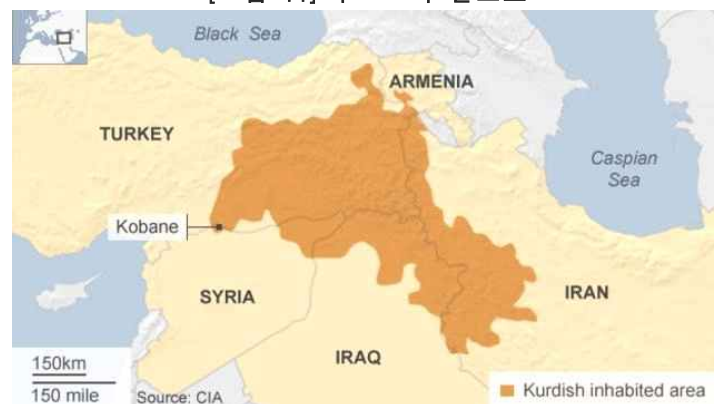 Black Sea
ARMENIA
TURKEY
Caspian
Sea
Kobane
SYRIA
IRAN
IRAQ
150km
150 mile
Source: CIA
Kurdish inhabited area